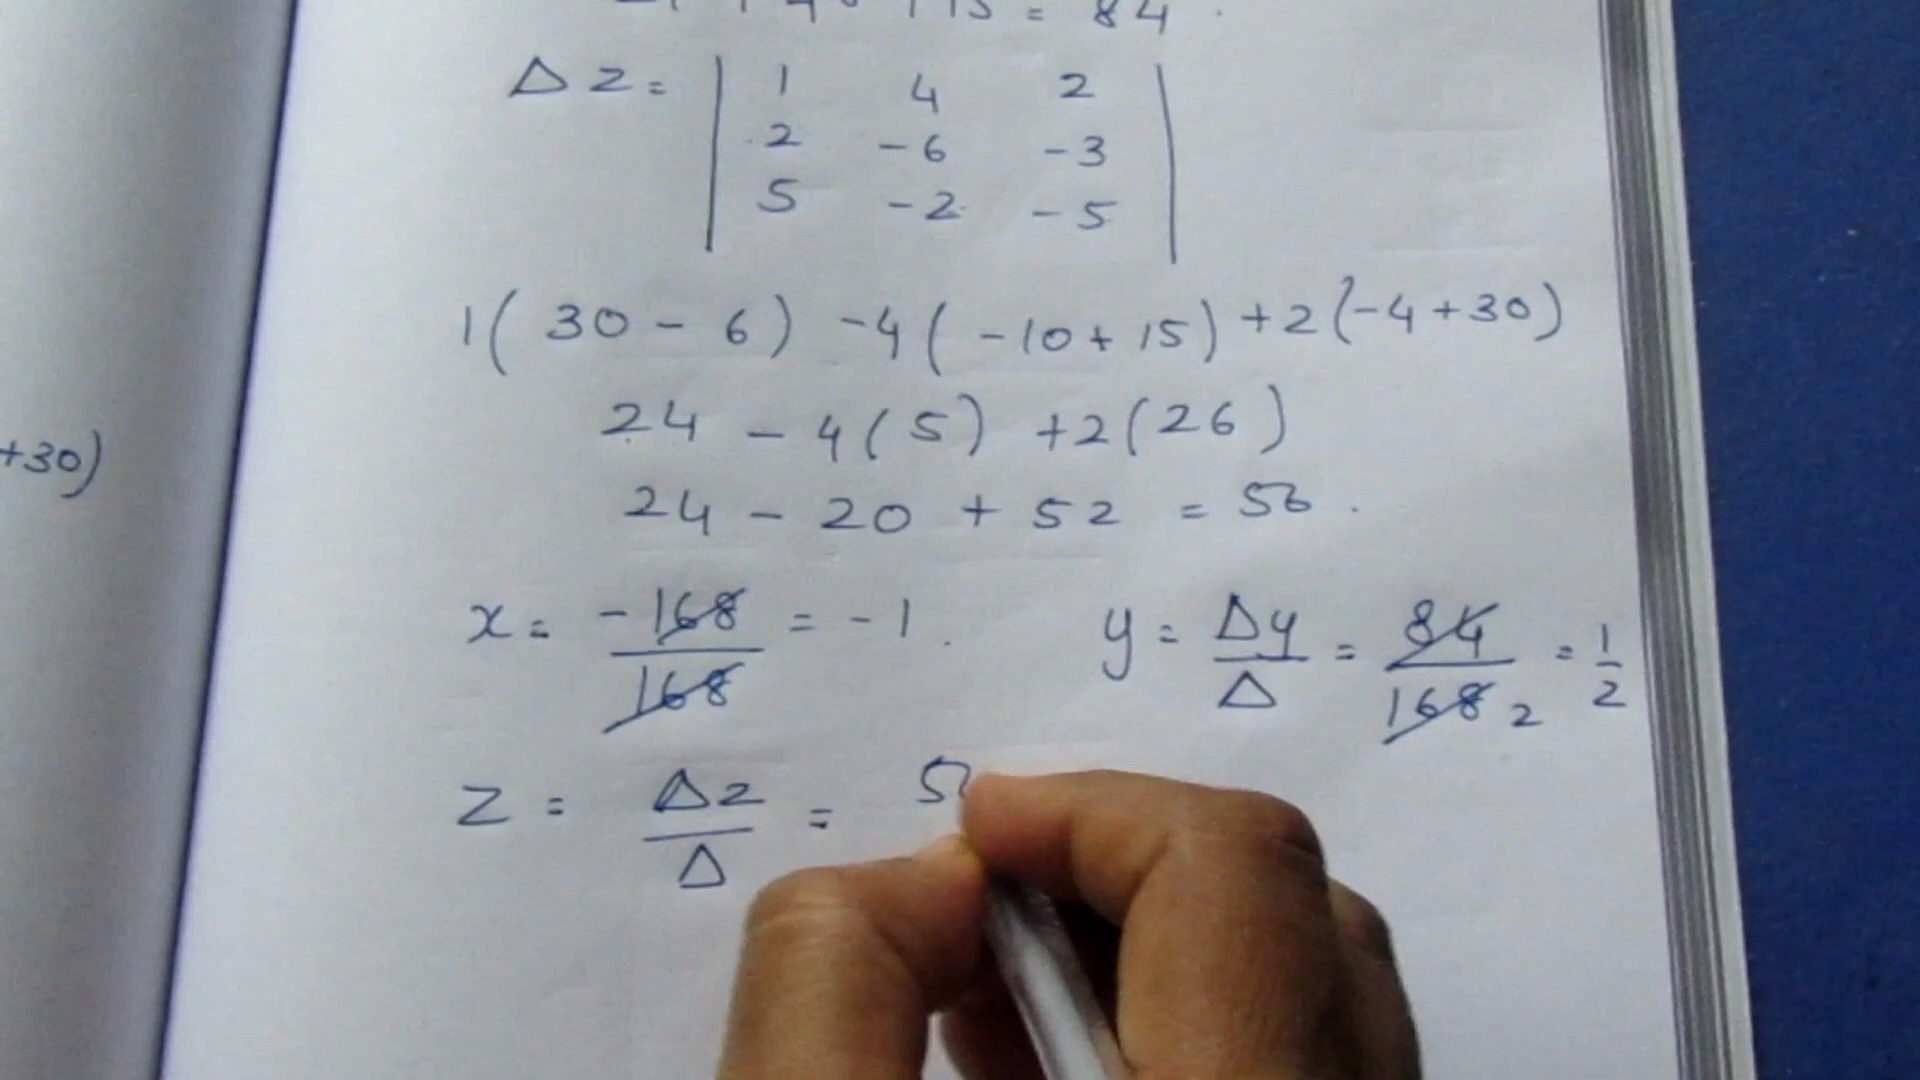 = 84 .
Δz = | 1 4 2 |
| 2 -6 -3 |
| 5 -2 -5 |
1( 30 - 6) -4( -10 + 15) +2(-4+30)
+30)
24 - 4(5) +2(26)
24 - 20 + 52 = 56 .
x = -168/168 = -1 . y = Δy/Δ = 84/168 2 = 1/2
z = Δz/Δ = 5